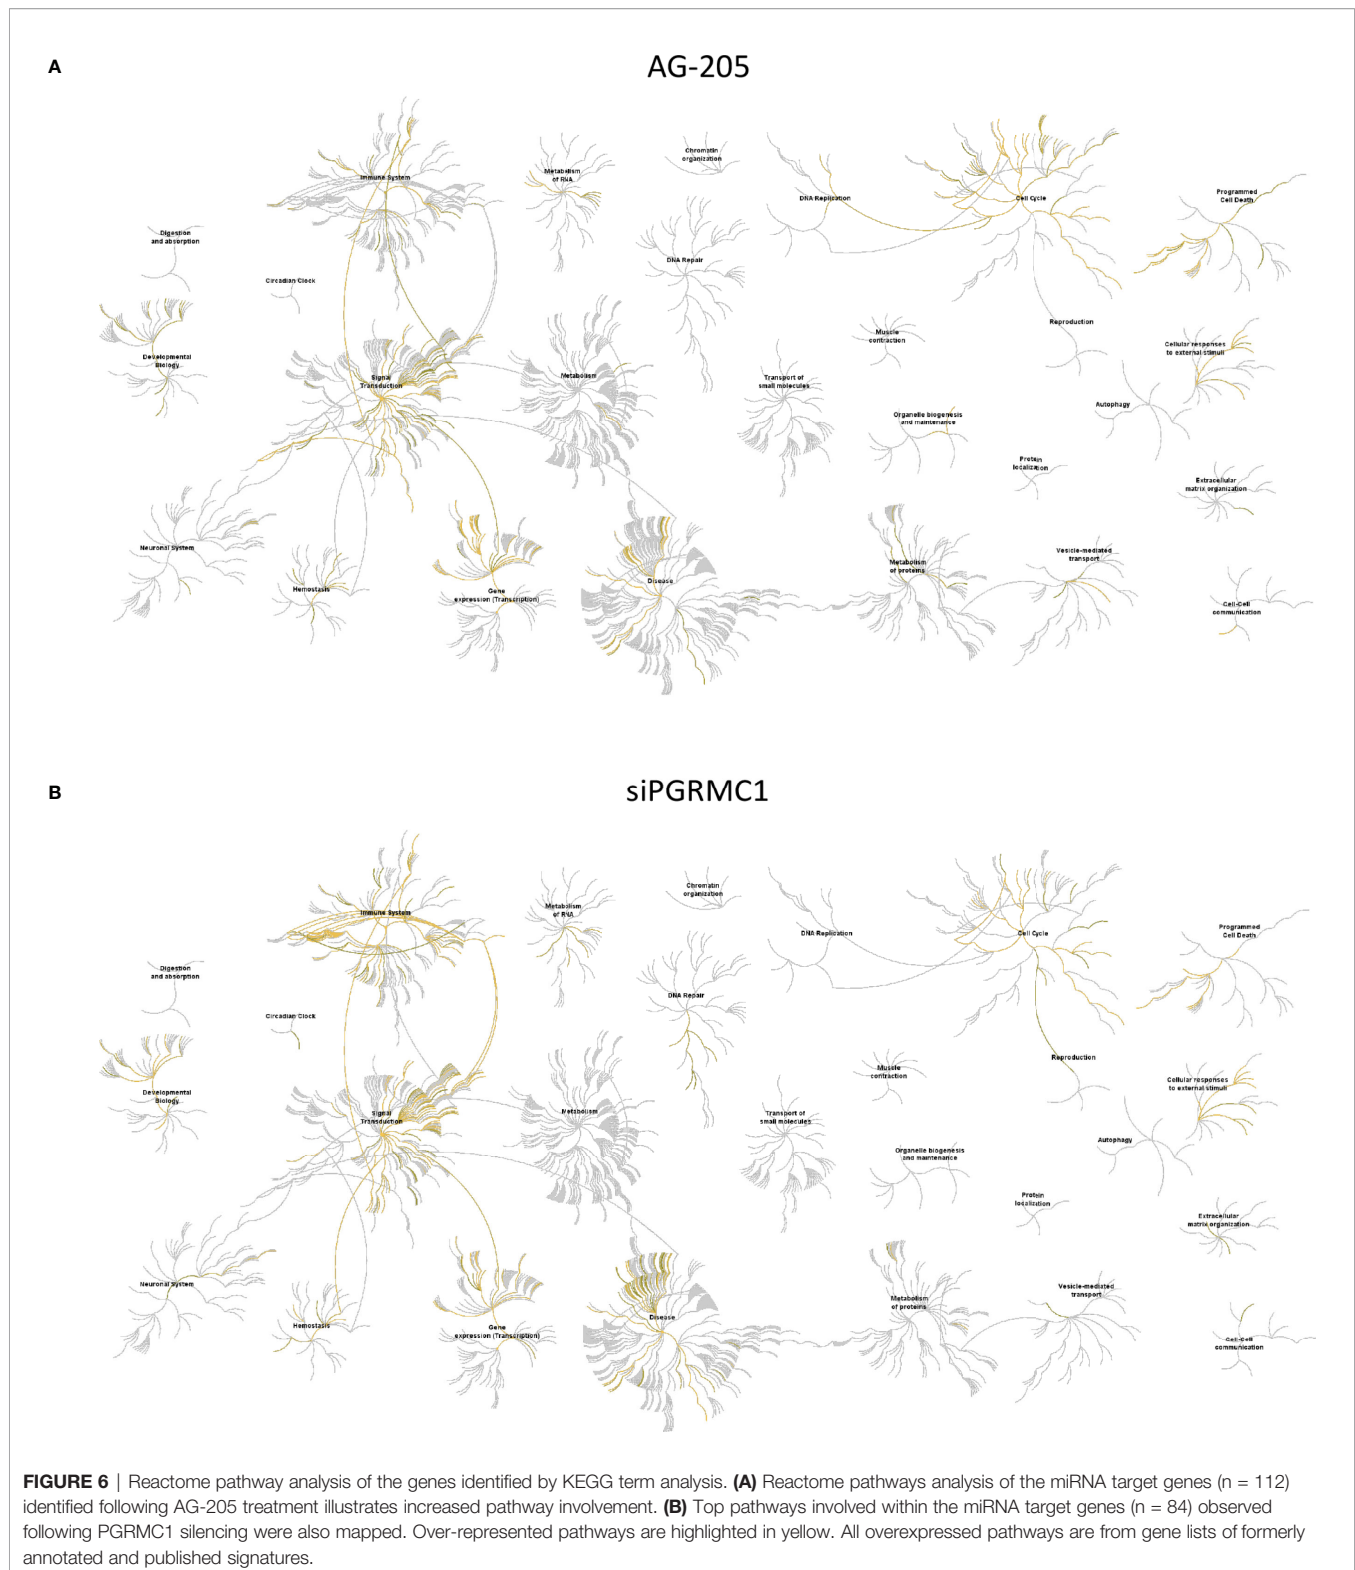 A
AG-205
Immune System
Metabolism
of RNA
Chromatin
organization
DNA Replication
Cell Cycle
Programmed
Cell Death
Digestion
and absorption
Circadian Clock
DNA Repair
Developmental
Biology
Signal
Transduction
Metabolism
Transport of
small molecules
Muscle
contraction
Reproduction
Cellular responses
to external stimuli
Organelle biogenesis
and maintenance
Autophagy
Protein
localization
Extracellular
matrix organization
Neuronal System
Hemostasis
Gene
expression (Transcription)
Disease
Metabolism
of proteins
Vesicle-mediated
transport
Cell-Cell
communication
B
siPGRMC1
Immune System
Metabolism
of RNA
Chromatin
organization
DNA Replication
Cell Cycle
Programmed
Cell Death
Digestion
and absorption
Circadian Clock
DNA Repair
Developmental
Biology
Signal
Transduction
Metabolism
Transport of
small molecules
Muscle
contraction
Reproduction
Cellular responses
to external stimuli
Organelle biogenesis
and maintenance
Autophagy
Protein
localization
Extracellular
matrix organization
Neuronal System
Hemostasis
Gene
expression (Transcription)
Disease
Metabolism
of proteins
Vesicle-mediated
transport
Cell-Cell
communication
FIGURE 6 | Reactome pathway analysis of the genes identified by KEGG term analysis. (A) Reactome pathways analysis of the miRNA target genes (n = 112)
identified following AG-205 treatment illustrates increased pathway involvement. (B) Top pathways involved within the miRNA target genes (n = 84) observed
following PGRMC1 silencing were also mapped. Over-represented pathways are highlighted in yellow. All overexpressed pathways are from gene lists of formerly
annotated and published signatures.